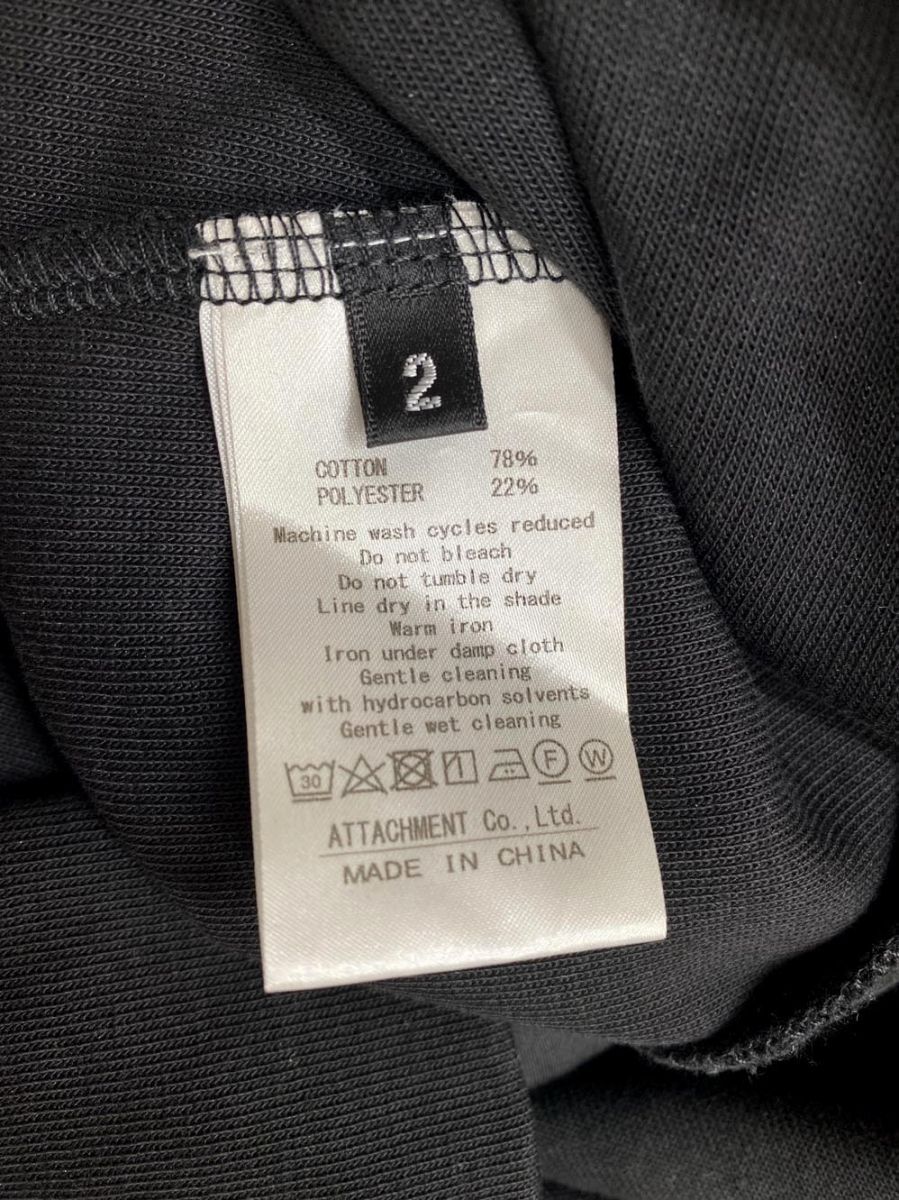 2
COTTON 78%
POLYESTER 22%
Machine wash cycles reduced
Do not bleach
Do not tumble dry
Line dry in the shade
Warm iron
Iron under damp cloth
Gentle cleaning
with hydrocarbon solvents
Gentle wet cleaning
30 F W
ATTACHMENT Co.,Ltd.
MADE IN CHINA